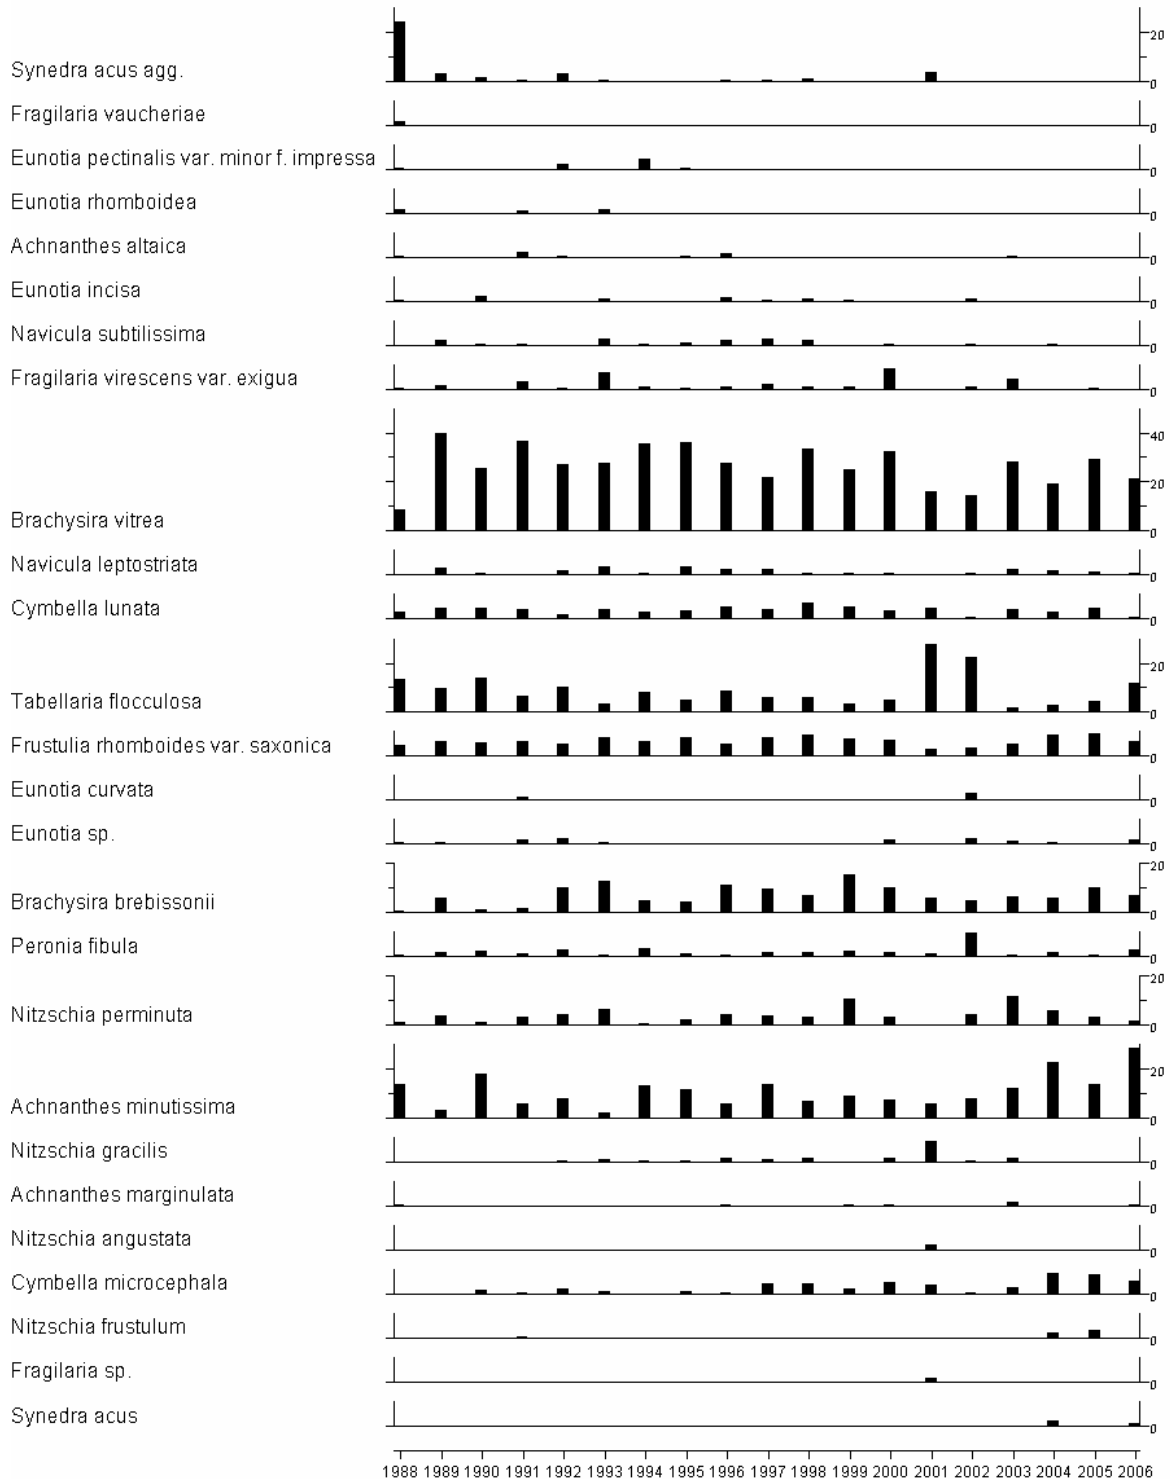 20
Synedra acus agg.
0
Fragilaria vaucheriae
0
Eunotia pectinalis var. minor f. impressa
0
Eunotia rhomboidea
0
Achnanthes altaica
0
Eunotia incisa
0
Navicula subtilissima
0
Fragilaria virescens var. exigua
0
40
20
Brachysira vitrea
0
Navicula leptostriata
0
Cymbella lunata
0
20
Tabellaria flocculosa
0
Frustulia rhomboides var. saxonica
0
Eunotia curvata
0
Eunotia sp.
0
20
Brachysira brebissonii
0
Peronia fibula
0
20
Nitzschia perminuta
0
20
Achnanthes minutissima
0
Nitzschia gracilis
0
Achnanthes marginulata
0
Nitzschia angustata
0
Cymbella microcephala
0
Nitzschia frustulum
0
Fragilaria sp.
0
Synedra acus
0
1988 1989 1990 1991 1992 1993 1994 1995 1996 1997 1998 1999 2000 2001 2002 2003 2004 2005 2006